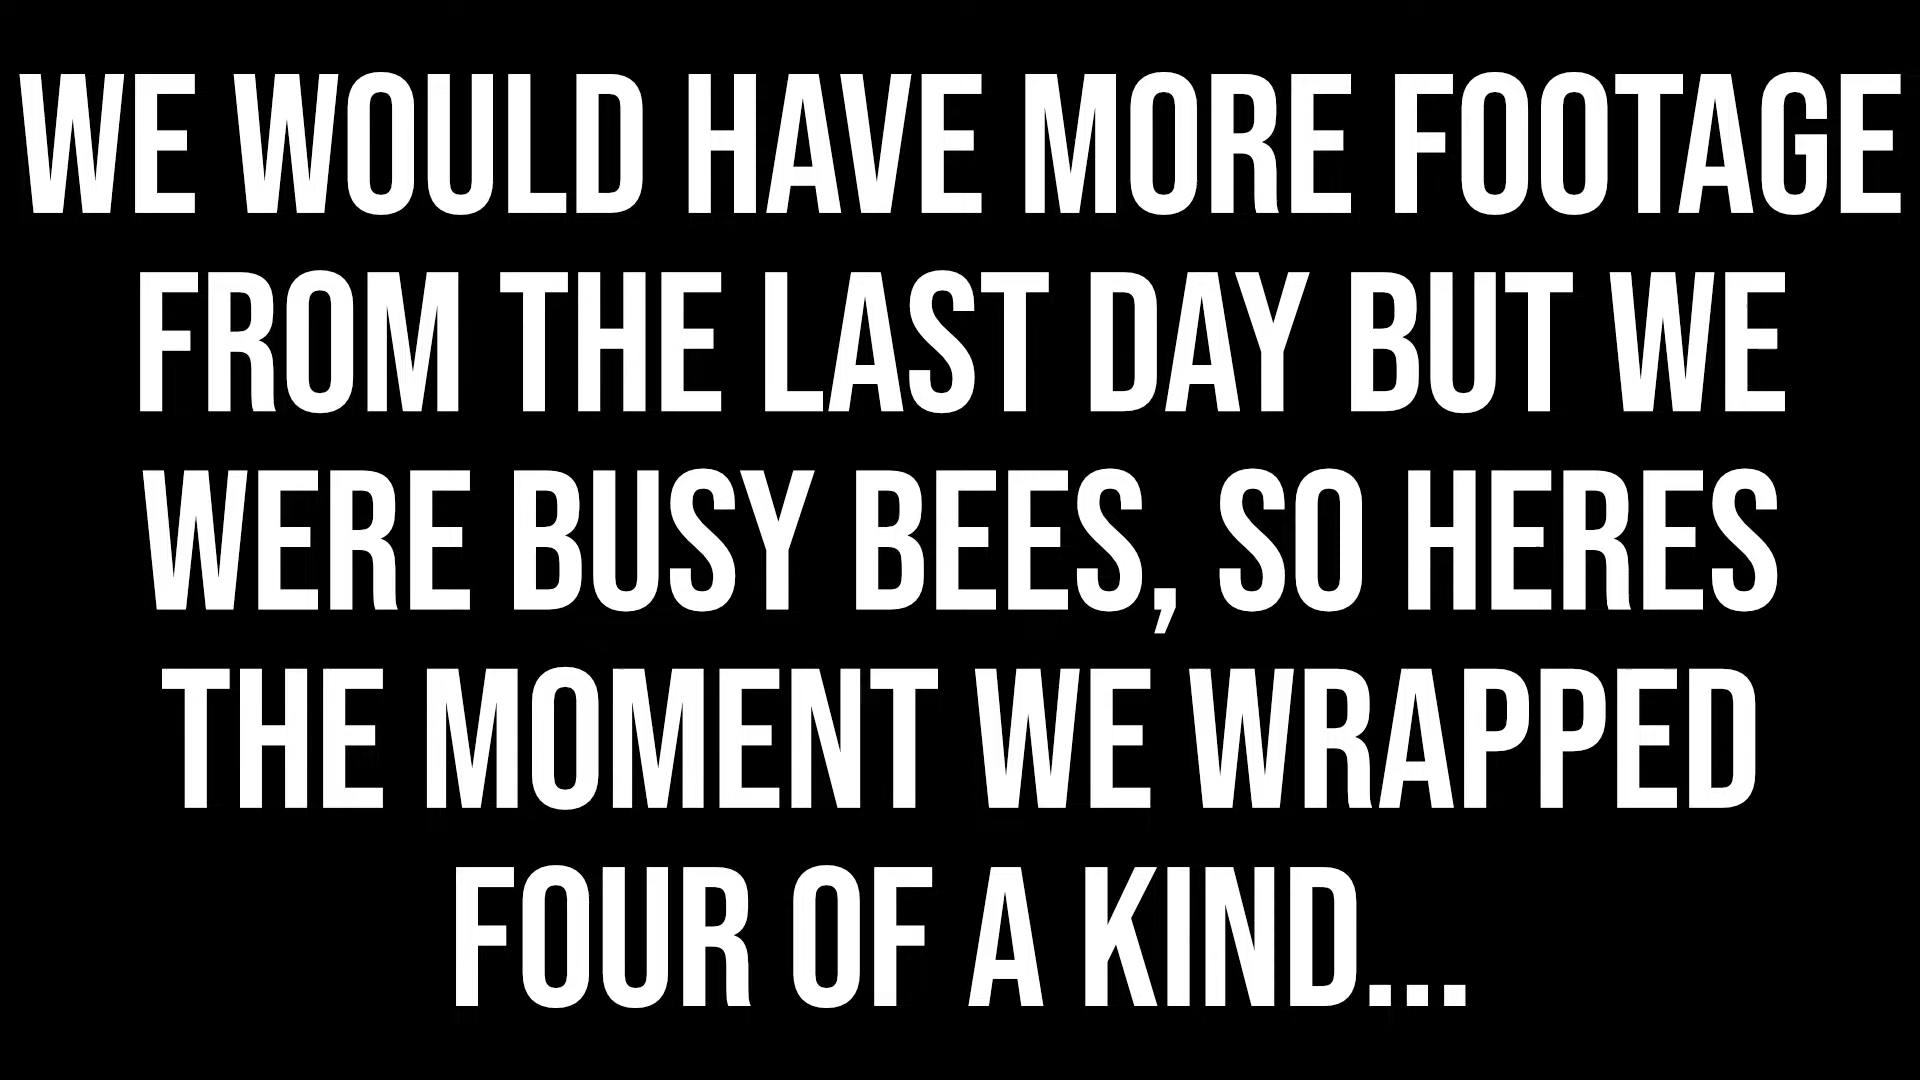 WE WOULD HAVE MORE FOOTAGE
FROM THE LAST DAY BUT WE
WERE BUSY BEES, SO HERES
THE MOMENT WE WRAPPED
FOUR OF A KIND...